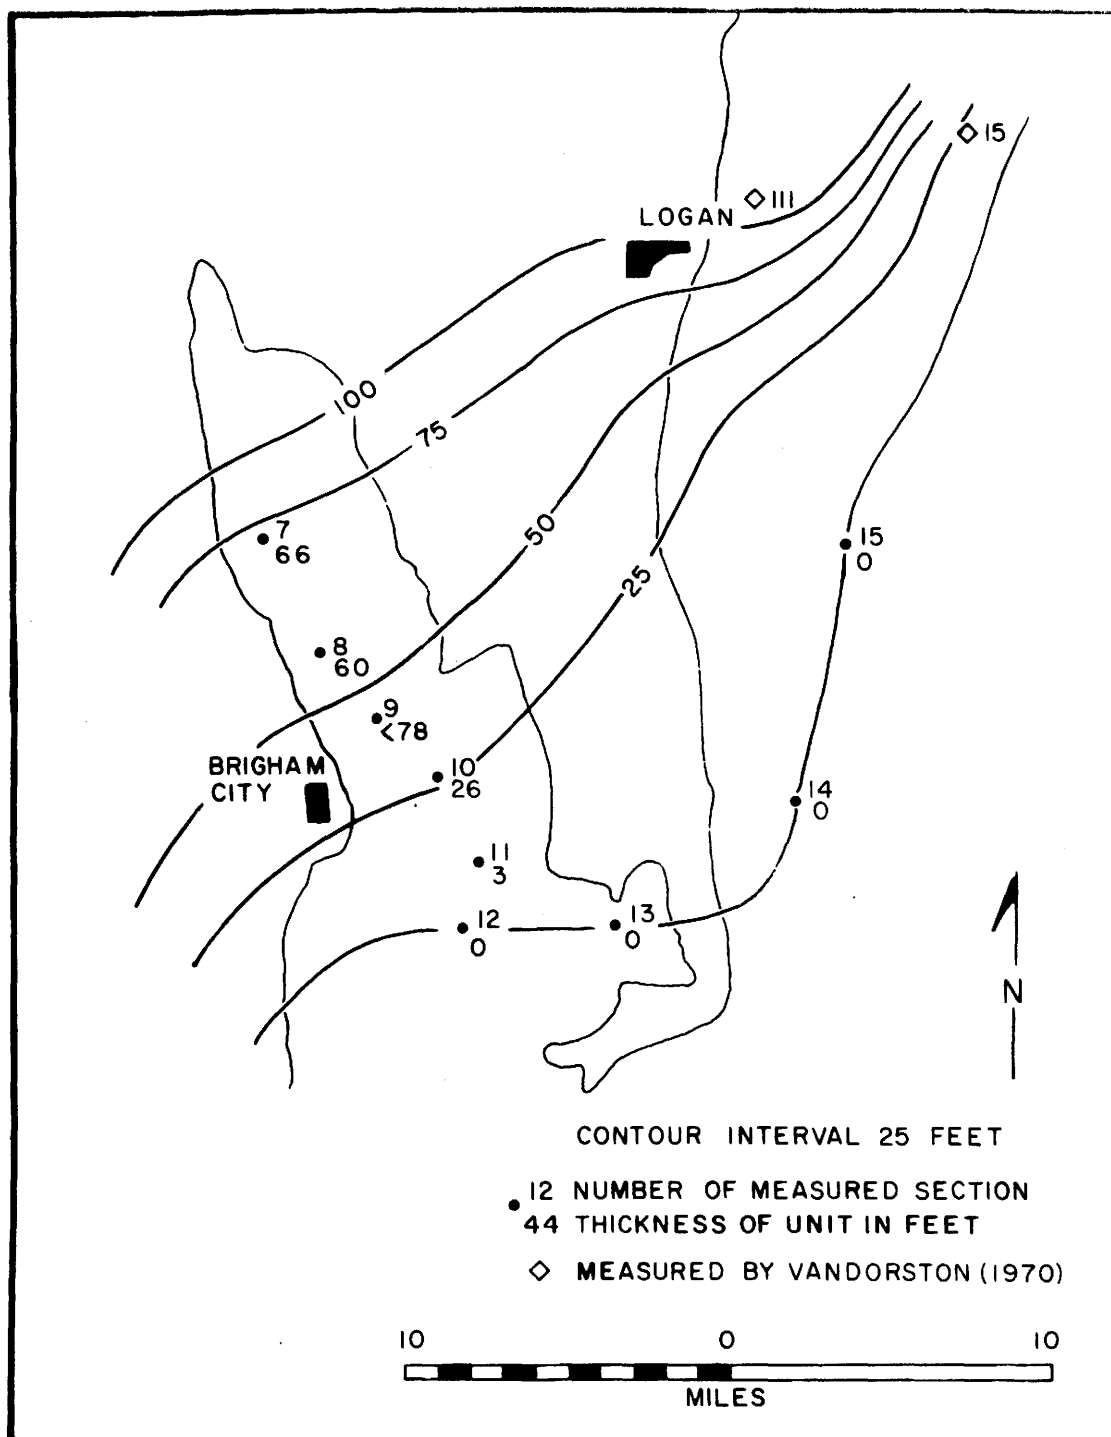 15
111
LOGAN
100
75
7
66
50
15
0
25
8
60
9
<78
BRIGHAM
CITY
10
26
14
0
11
3
12
0
13
0
N
CONTOUR INTERVAL 25 FEET
12 NUMBER OF MEASURED SECTION
44 THICKNESS OF UNIT IN FEET
MEASURED BY VANDORSTON (1970)
10 0 10
MILES